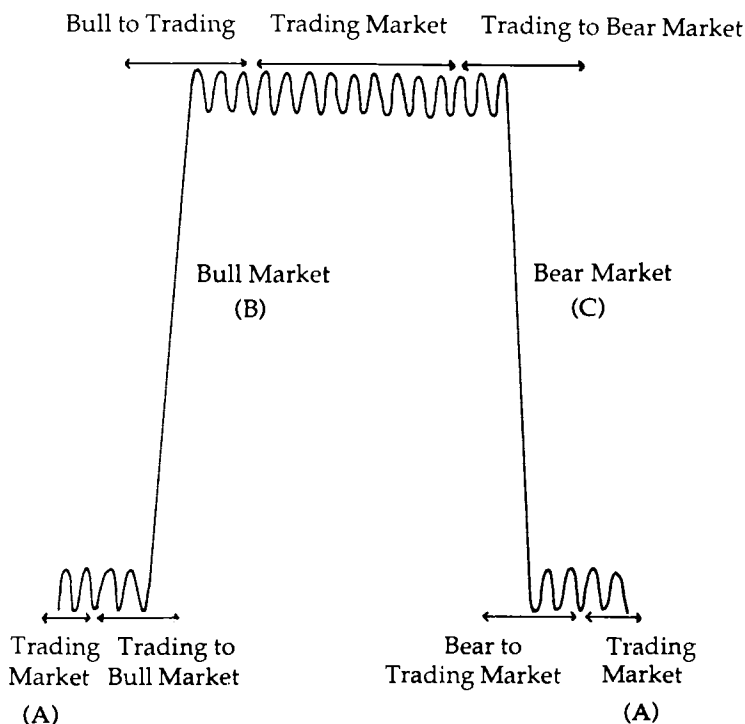 Bull to Trading
Trading Market
Trading to Bear Market
Bull Market
(B)
Bear Market
(C)
Trading
Market
(A)
Trading to
Bull Market
Bear to
Trading Market
Trading
Market
(A)